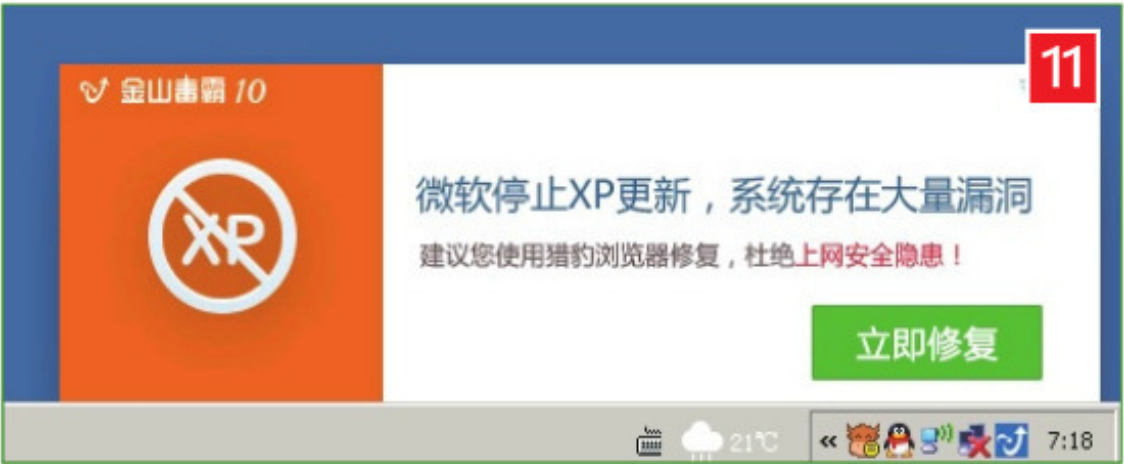 11
金山毒霸 10
XP
微软停止XP更新，系统存在大量漏洞
建议您使用猎豹浏览器修复，杜绝上网安全隐患！
立即修复
21℃
«
7:18